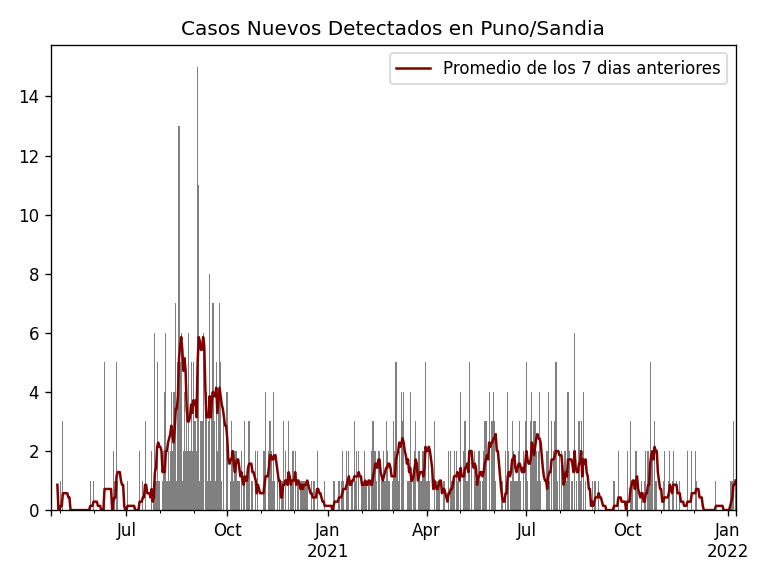 Casos Nuevos Detectados en Puno/Sandia
Promedio de los 7 dias anteriores
14
12
10
8
6
4
2
0
Jul
Oct
Jan
2021
Apr
Jul
Oct
Jan
2022